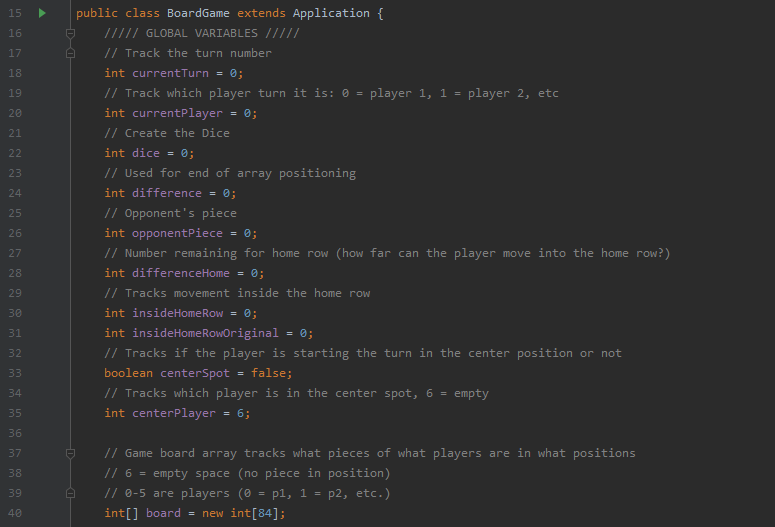 15 public class BoardGame extends Application {
16 ///// GLOBAL VARIABLES /////
17 // Track the turn number
18 int currentTurn = 0;
19 // Track which player turn it is: 0 = player 1, 1 = player 2, etc
20 int currentPlayer = 0;
21 // Create the Dice
22 int dice = 0;
23 // Used for end of array positioning
24 int difference = 0;
25 // Opponent's piece
26 int opponentPiece = 0;
27 // Number remaining for home row (how far can the player move into the home row?)
28 int differenceHome = 0;
29 // Tracks movement inside the home row
30 int insideHomeRow = 0;
31 int insideHomeRowOriginal = 0;
32 // Tracks if the player is starting the turn in the center position or not
33 boolean centerSpot = false;
34 // Tracks which player is in the center spot, 6 = empty
35 int centerPlayer = 6;
36
37 // Game board array tracks what pieces of what players are in what positions
38 // 6 = empty space (no piece in position)
39 // 0-5 are players (0 = p1, 1 = p2, etc.)
40 int[] board = new int[84];